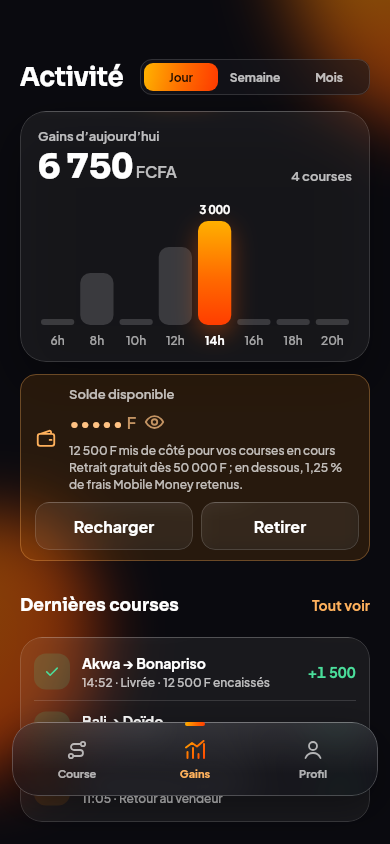 Activité
Jour
Semaine
Mois
Gains d'aujourd'hui
6 750 FCFA
4 courses
3 000
6h 8h 10h 12h 14h 16h 18h 20h
Solde disponible
••••• F
12 500 F mis de côté pour vos courses en cours
Retrait gratuit dès 50 000 F ; en dessous, 1,25 %
de frais Mobile Money retenus.
Recharger
Retirer
Dernières courses
Tout voir
Akwa → Bonapriso
14:52 · Livrée · 12 500 F encaissés
+1 500
Bali → Deïdo
11:05 · Retour au vendeur
Course
Gains
Profil